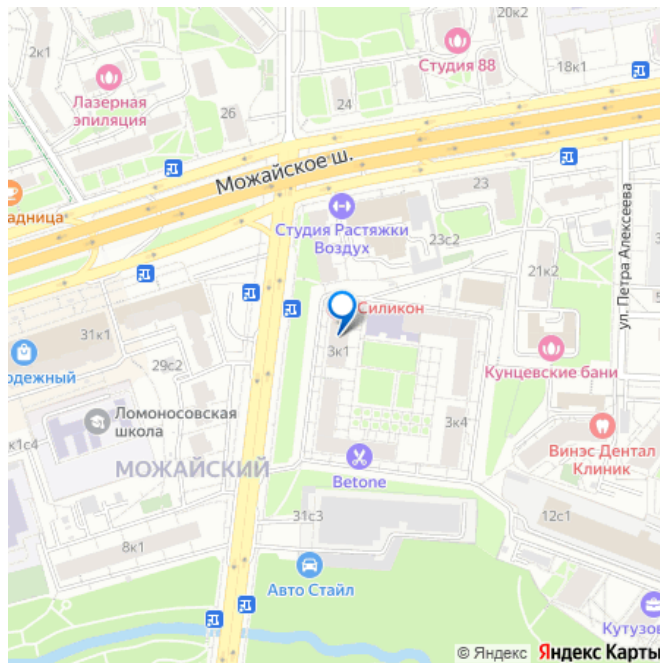 20к2
2к1
Студия 88
18к1
Лазерная
эпиляция
26
24
Можайское ш.
адница
23
Студия Растяжки
Воздух
23с2
ул. Петра Алексеева
21к2
Силикон
31к1
3к1
одежный
29с2
Кунцевские бани
Ломоносовская
школа
к1с4
3к4
Винэс Дентал
Клиник
МОЖАЙСКИЙ
Betone
31с3
12с1
8к1
Авто Стайл
Кутузо
© Яндекс Яндекс Карты